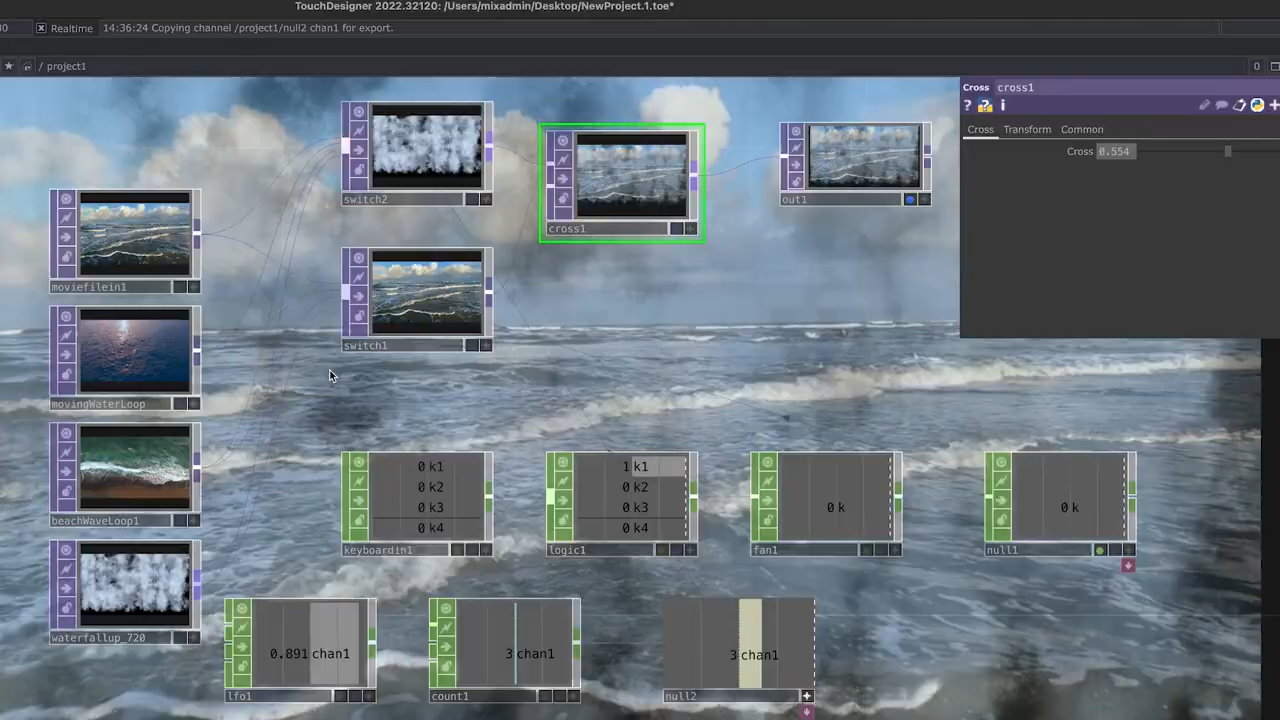 TouchDesigner 2022.32120: /Users/mixadmin/Desktop/NewProject.1.toe*
Realtime 14:36:24 Copying channel /project1/null2 chan1 for export.
/ project1
0
Cross cross1
? ? i
Cross Transform Common
Cross 0.554
switch2
cross1
out1
moviefilein1
switch1
movingWaterLoop
beachWaveLoop1
0 k1
0 k2
0 k3
0 k4
keyboardin1
1 k1
0 k2
0 k3
0 k4
logic1
0 k
fan1
0 k
null1
waterfallup_720
0.891 chan1
lfo1
3 chan1
count1
3 chan1
null2